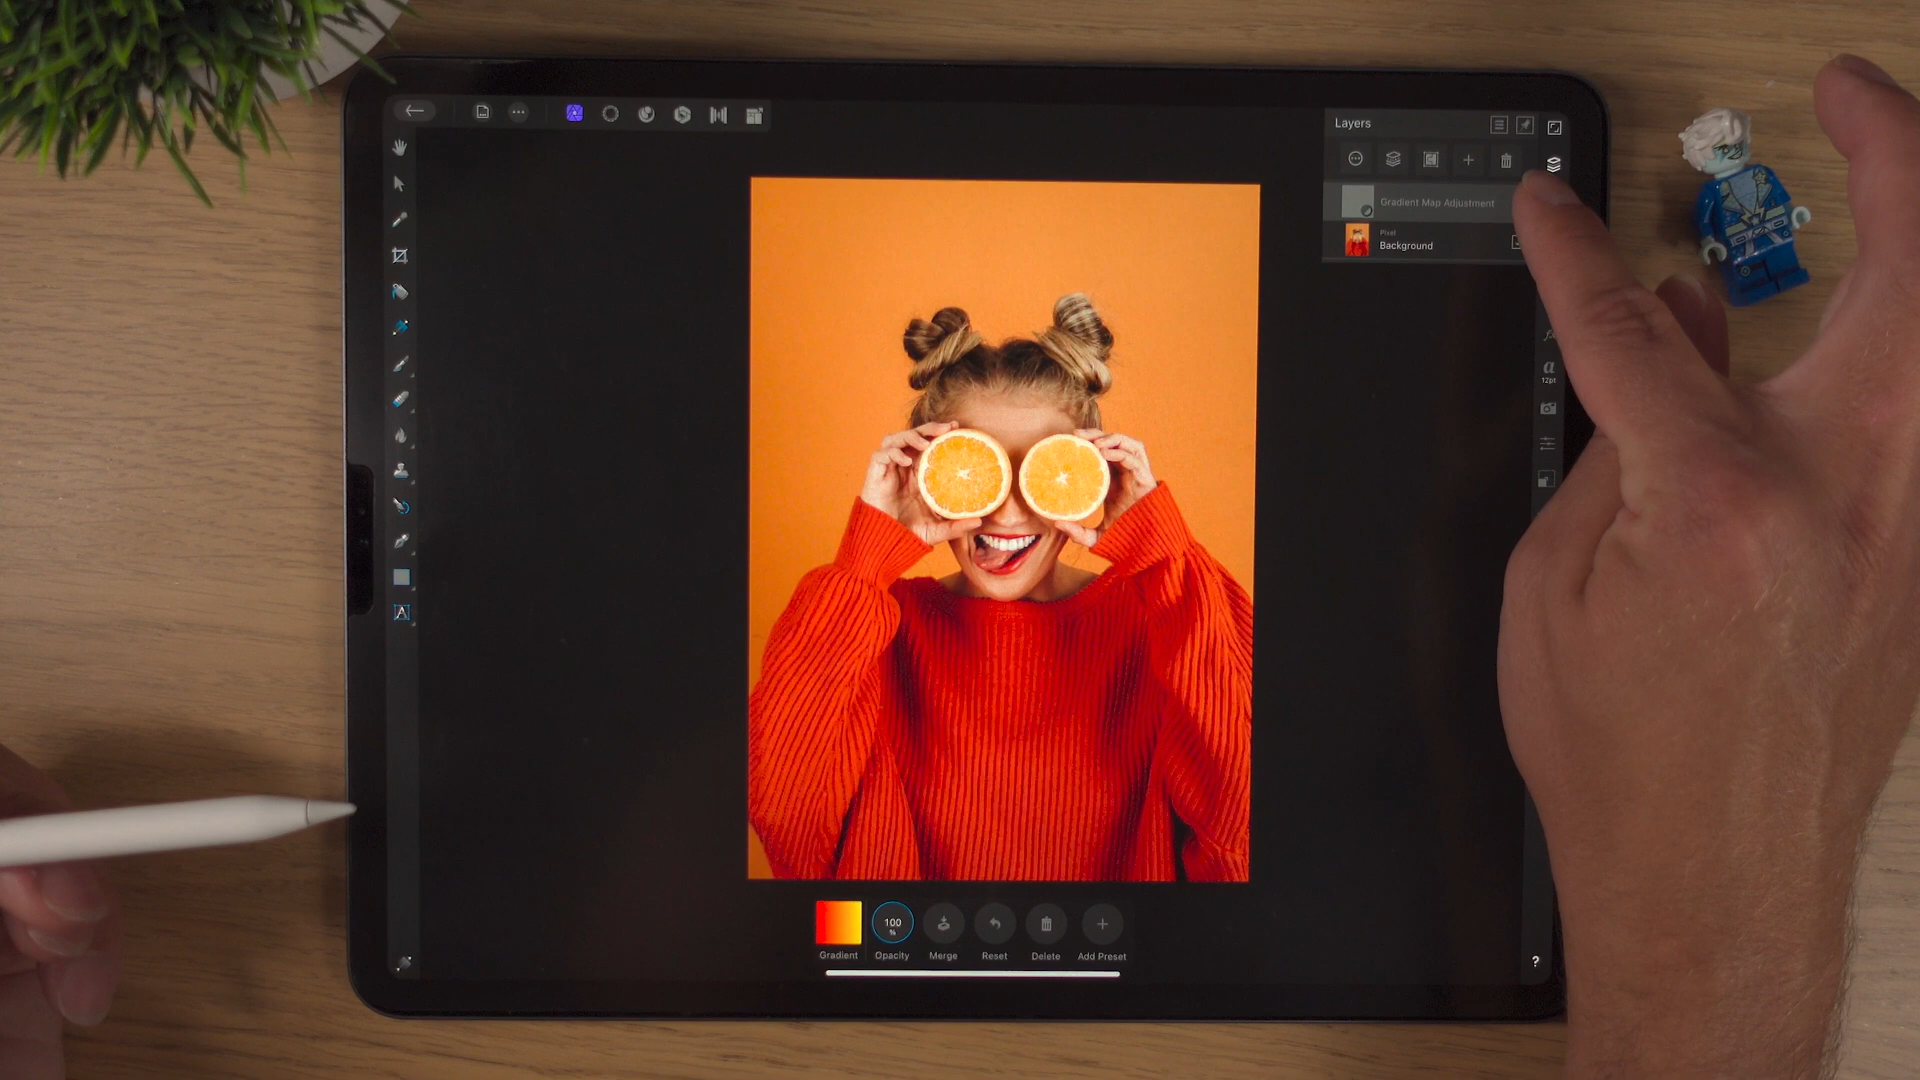 Layers
Gradient Map Adjustment
Pixel
Background
a
12pt
A
100
%
Gradient
Opacity
Merge
Reset
Delete
Add Preset
?